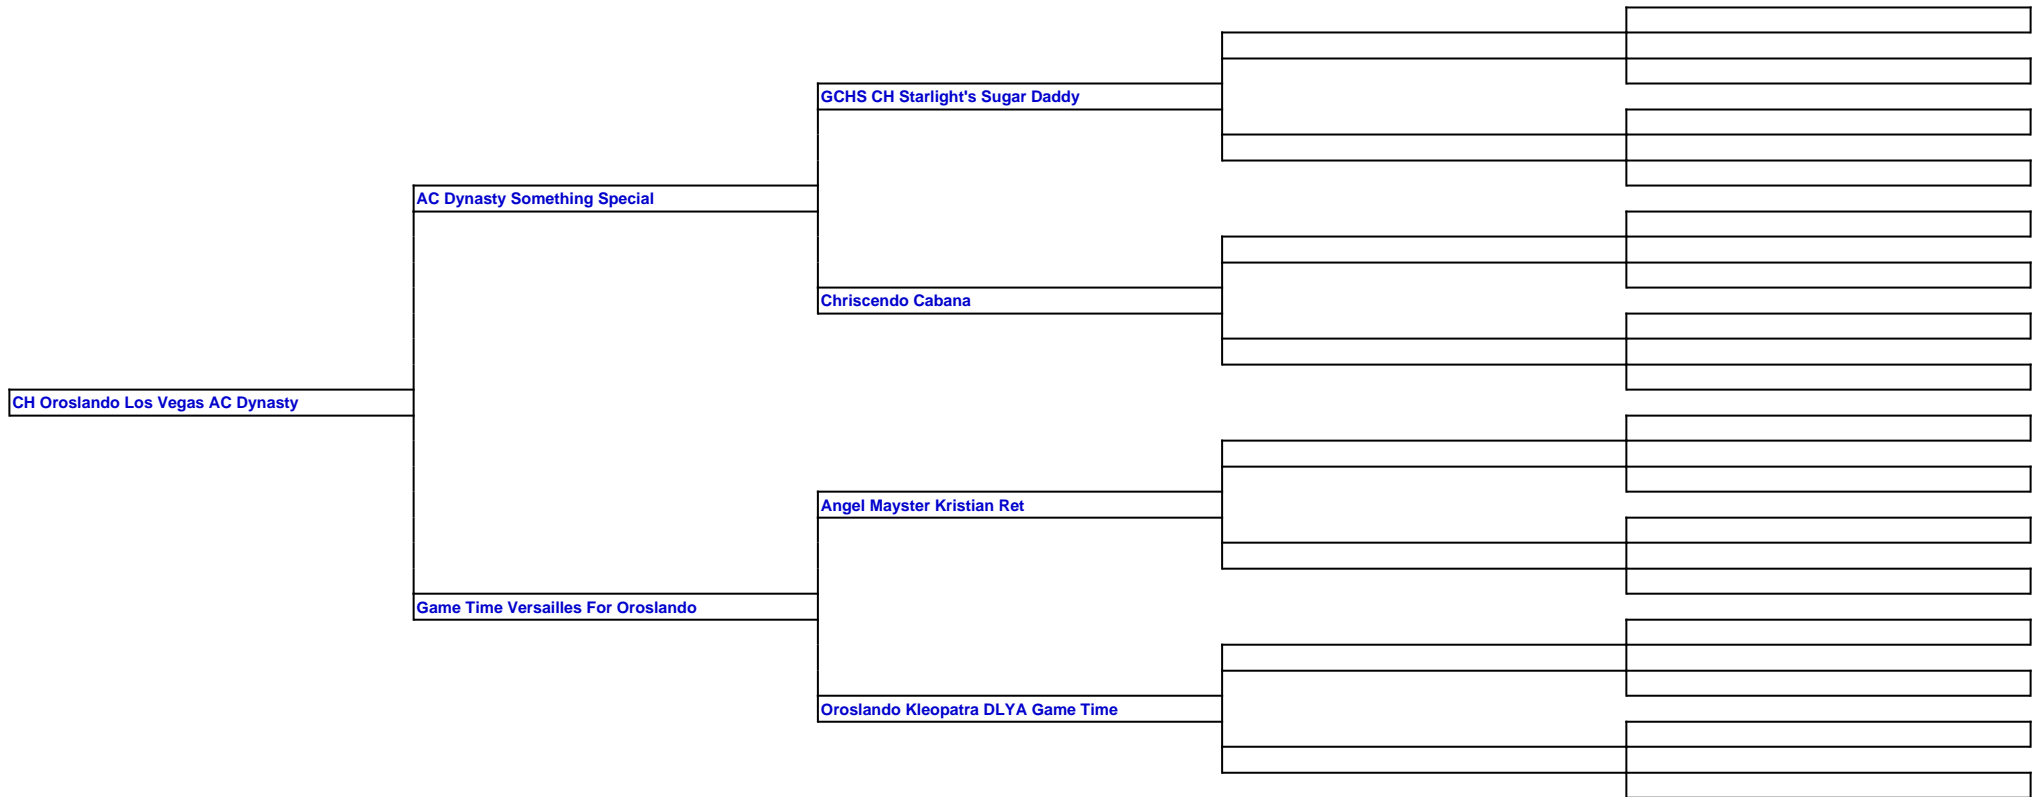 GCHS CH Starlight's Sugar Daddy
AC Dynasty Something Special
Chriscendo Cabana
CH Oroslando Los Vegas AC Dynasty
Angel Mayster Kristian Ret
Game Time Versailles For Oroslando
Oroslando Kleopatra DLYA Game Time